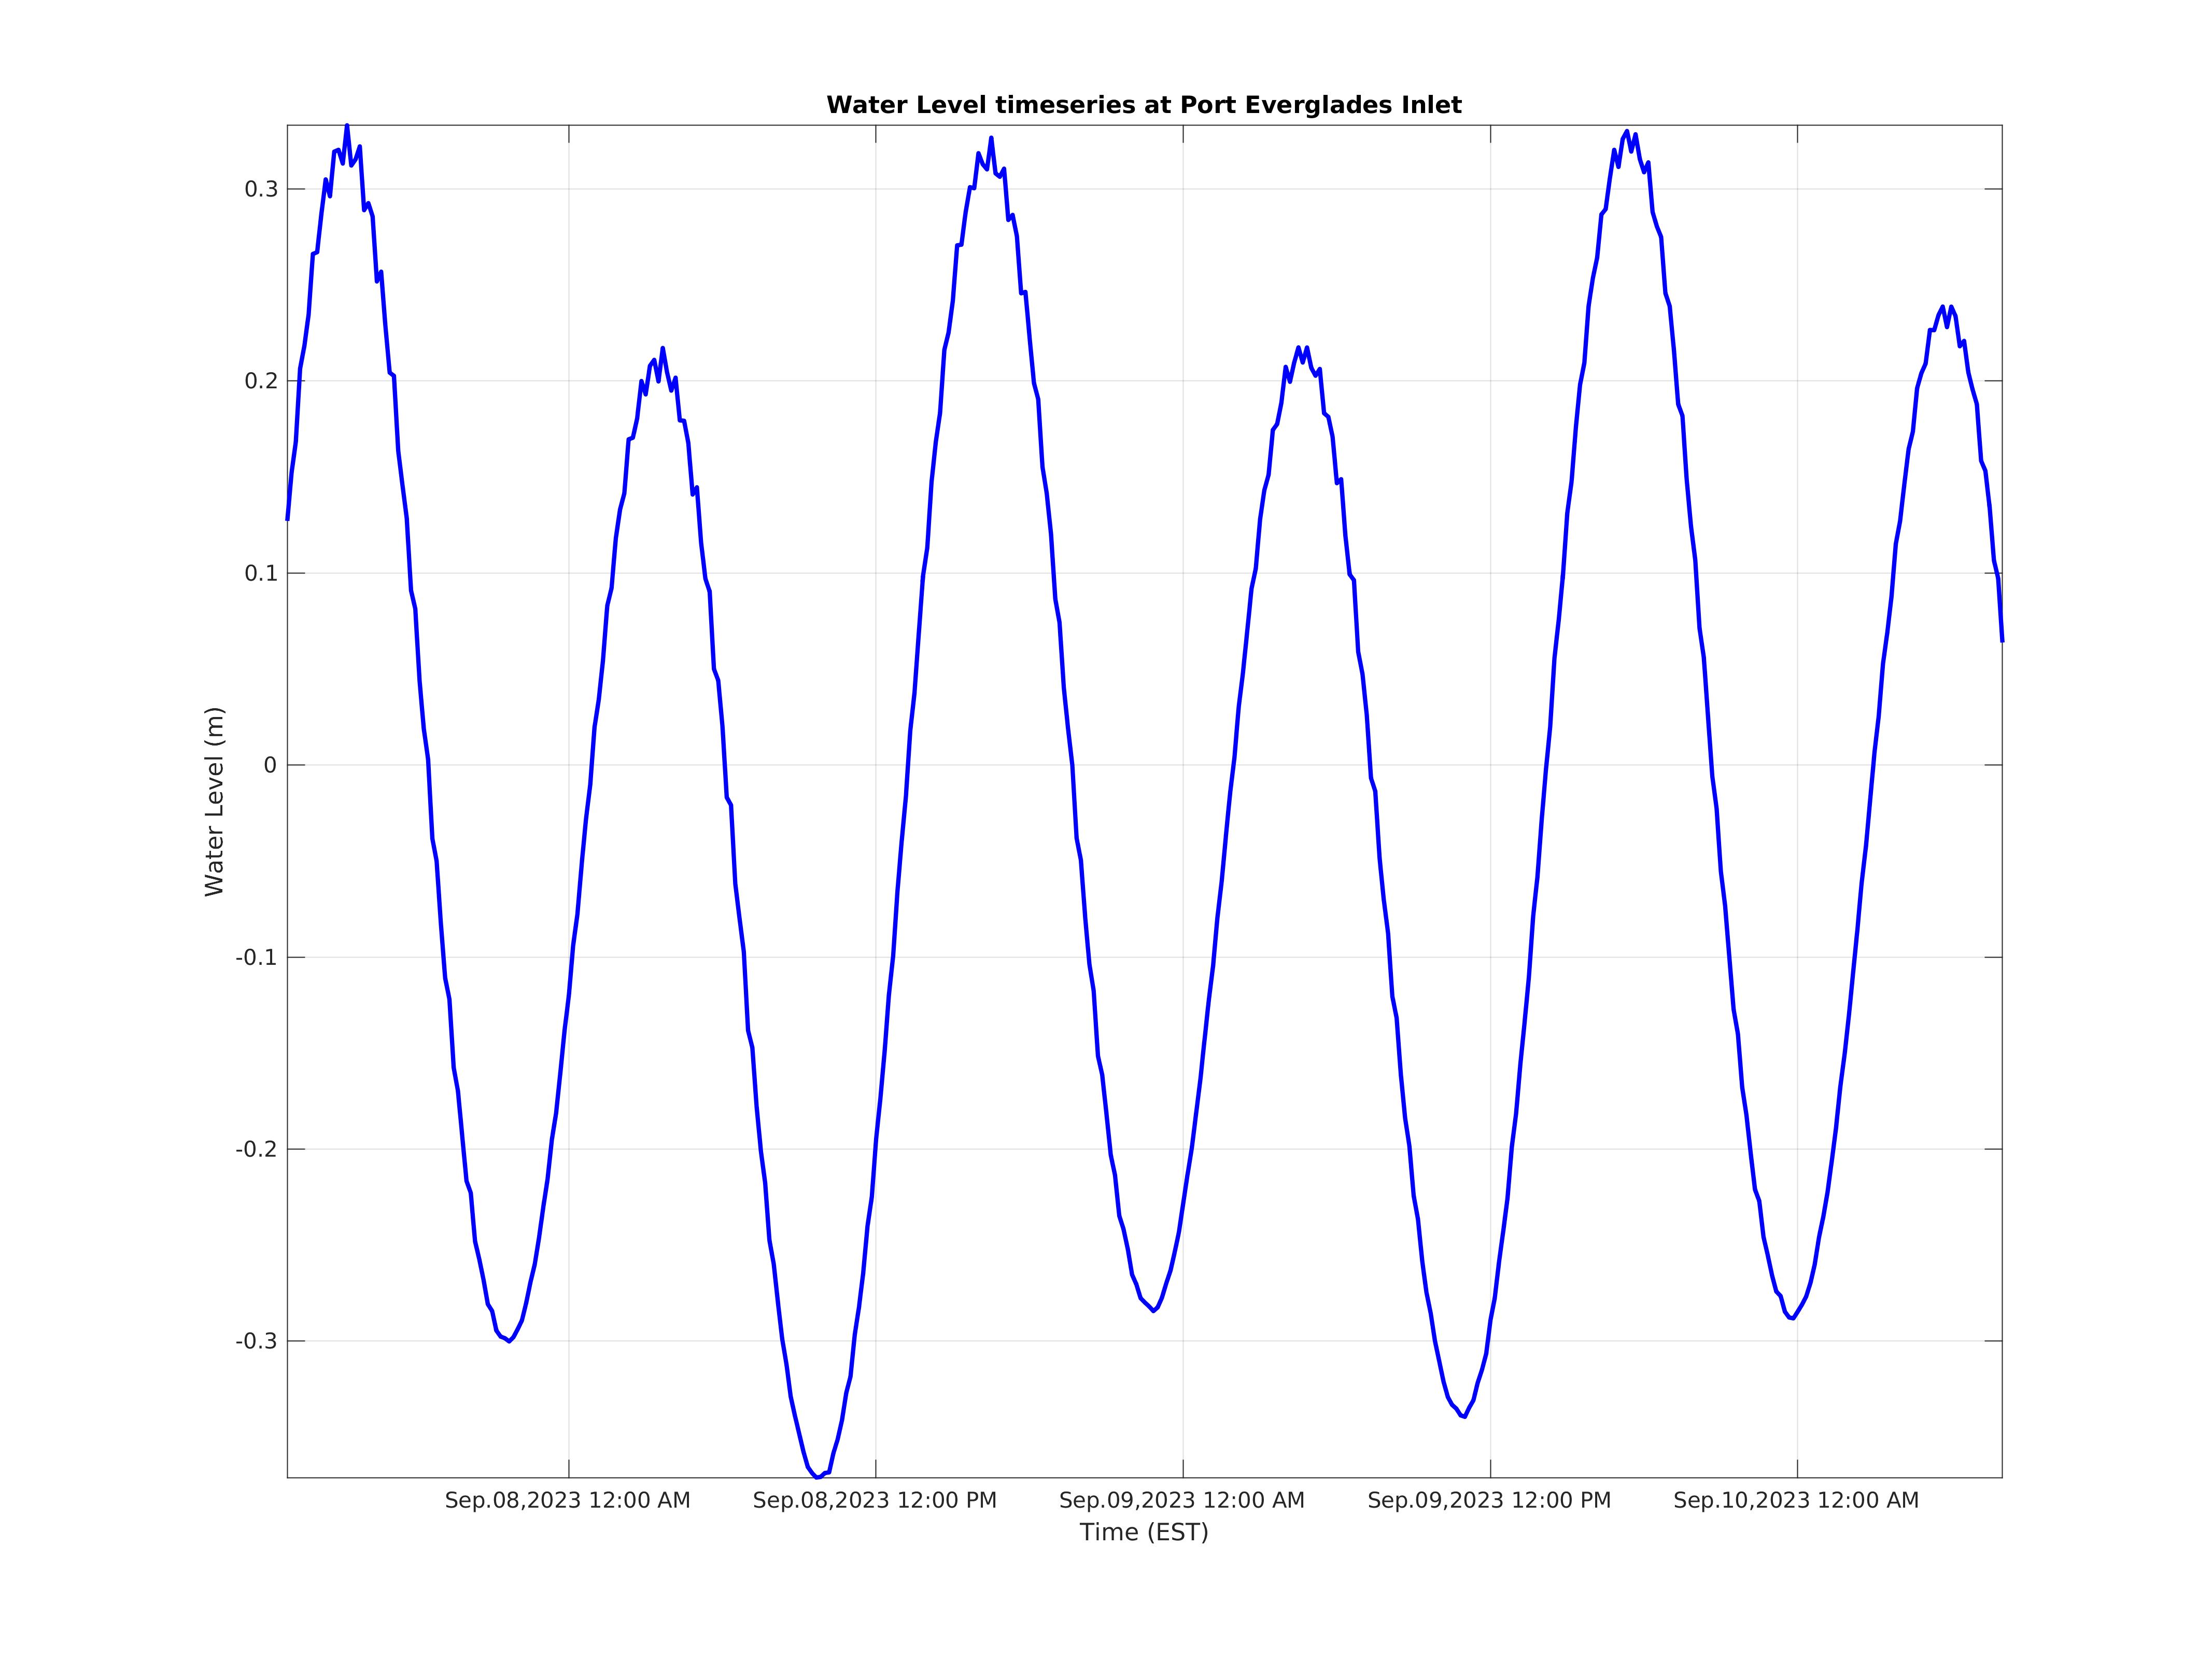 Water Level timeseries at Port Everglades Inlet
0.3
0.2
0.1
0
-0.1
-0.2
-0.3
Water Level (m)
Sep.08,2023 12:00 AM
Sep.08,2023 12:00 PM
Sep.09,2023 12:00 AM
Sep.09,2023 12:00 PM
Sep.10,2023 12:00 AM
Time (EST)